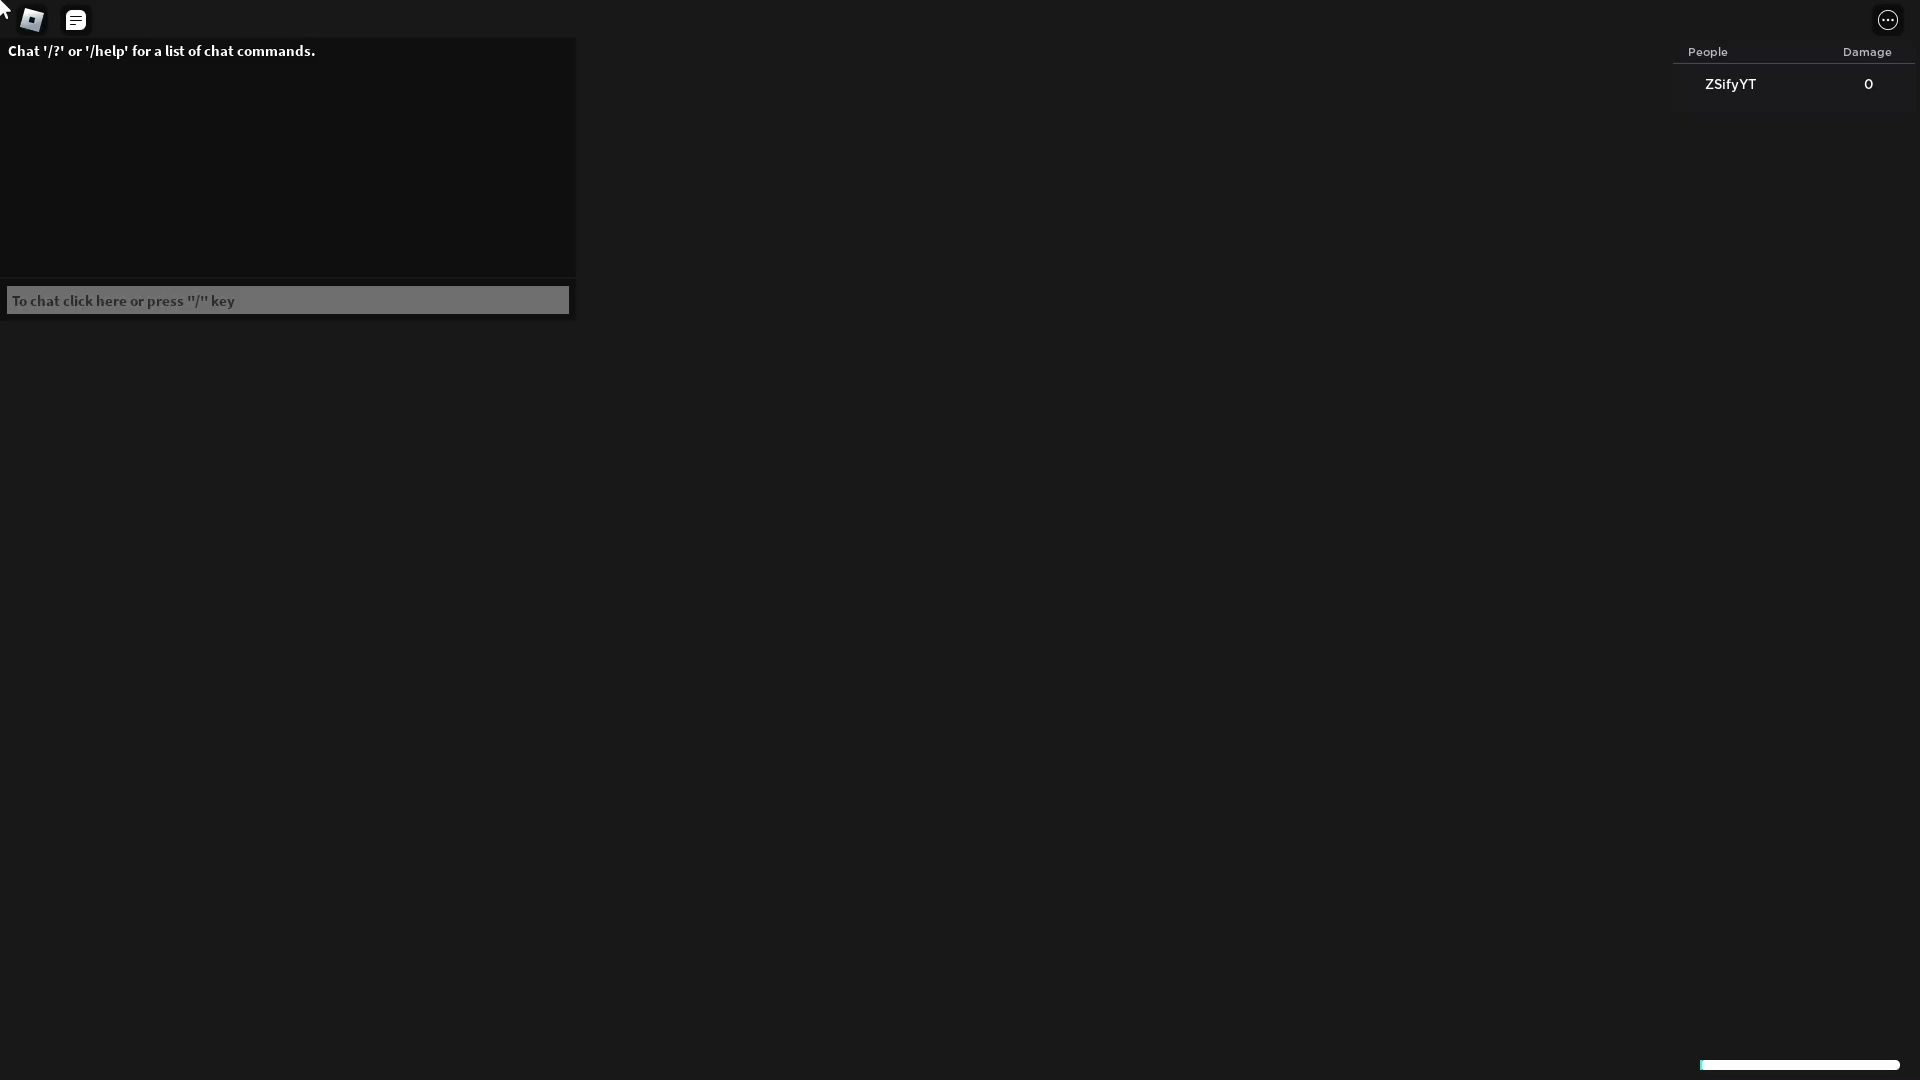 Chat '/?' or '/help' for a list of chat commands.
People Damage
ZSifyYT 0
To chat click here or press "/" key